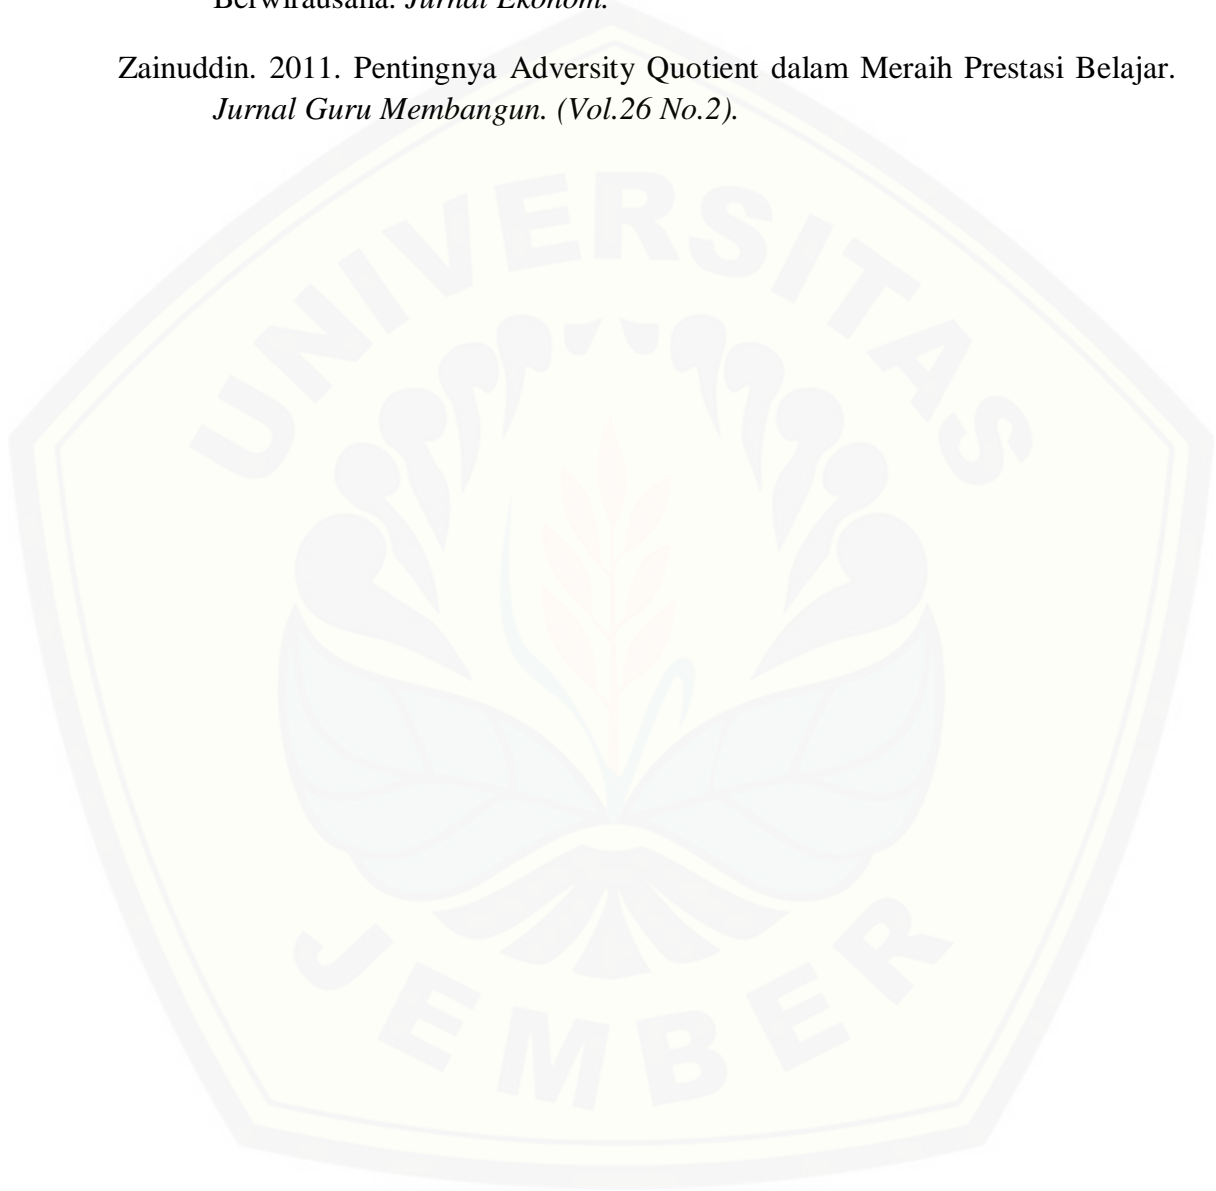 Berwirausaha. Jurnal Ekonom.
Zainuddin. 2011. Pentingnya Adversity Quotient dalam Meraih Prestasi Belajar.
Jurnal Guru Membangun. (Vol.26 No.2).
UNIVERSITAS
JEMBER